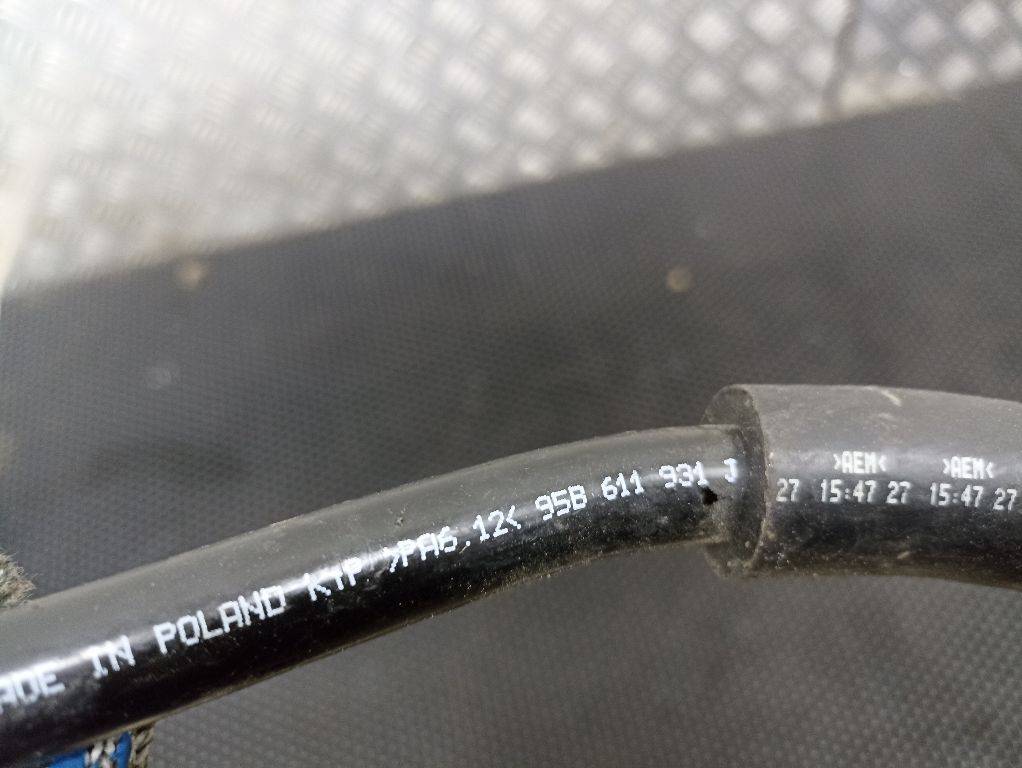 ADE IN POLAND KTP >PA6.12< 95B 611 931 J
>AEM< >AEM<
27 15:47 27 15:47 27